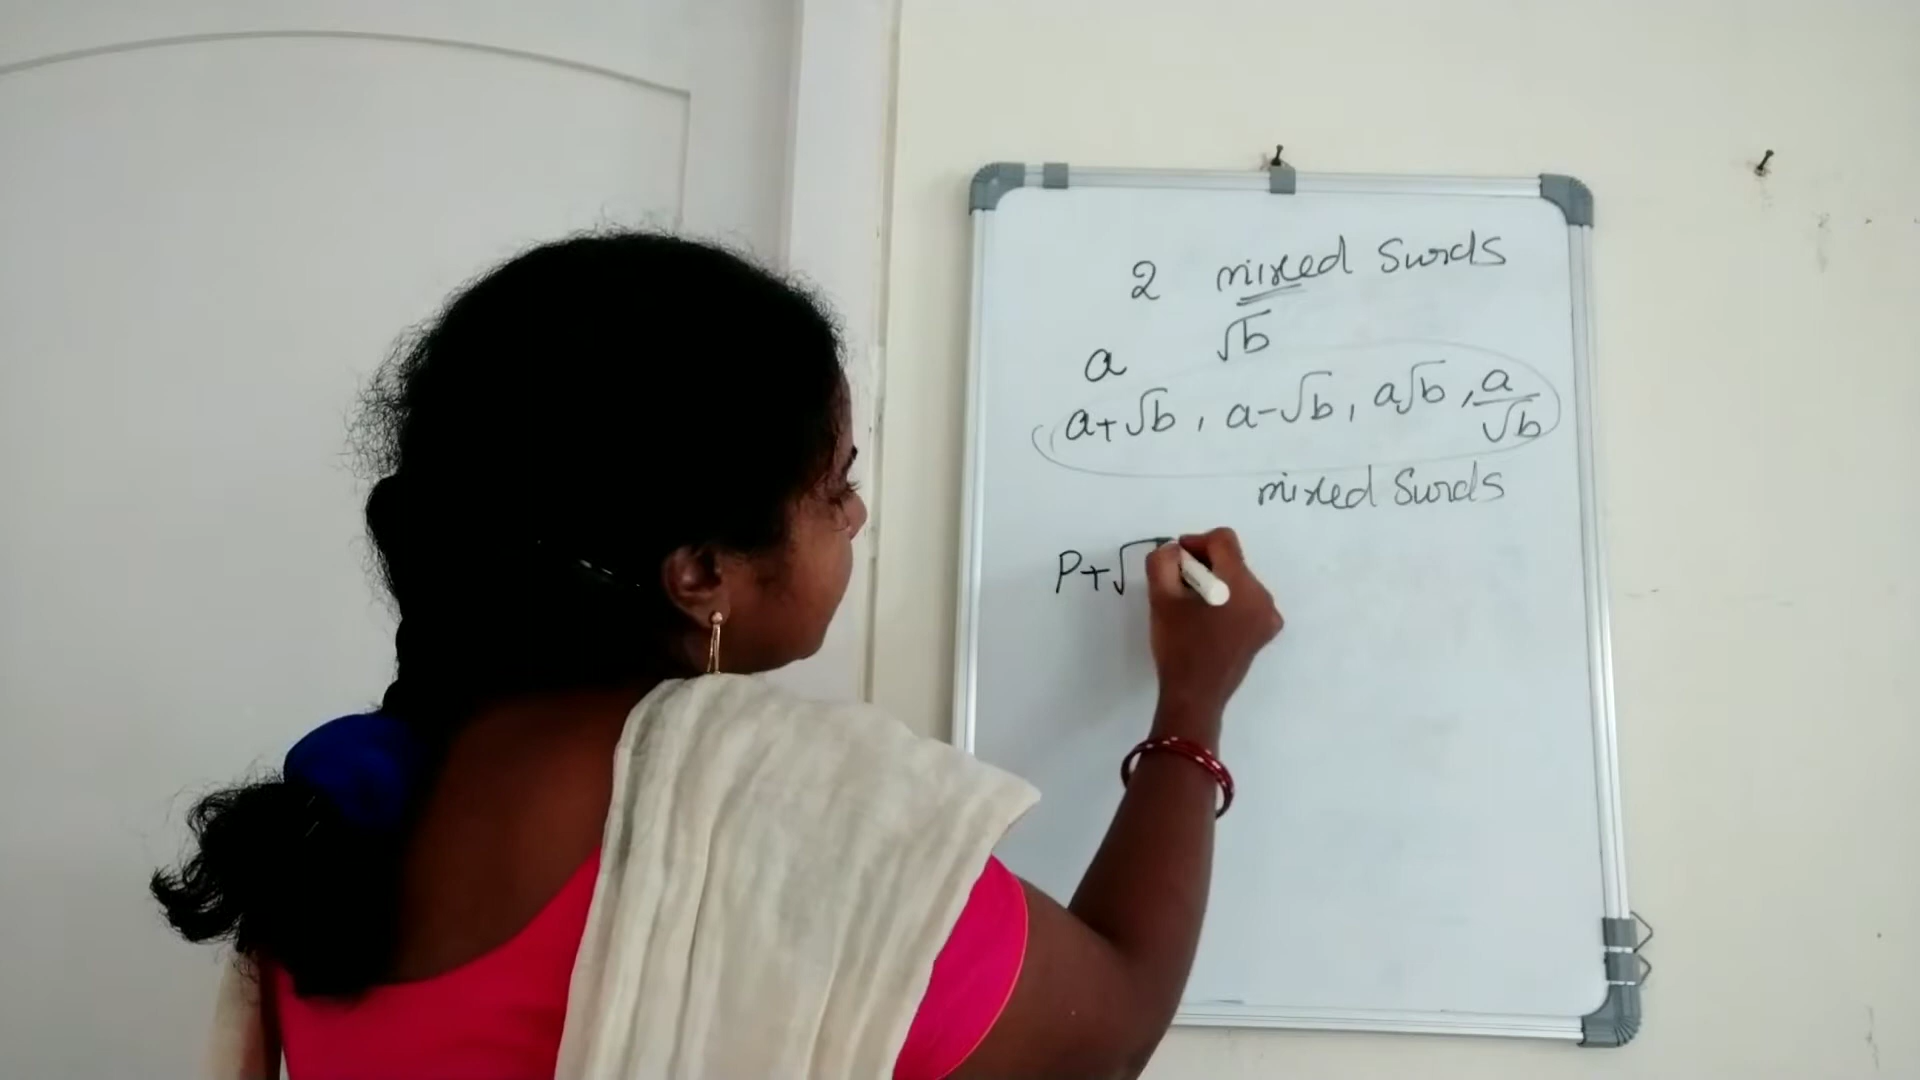 2 mixed Surds
√b
a
a+√b, a-√b, a√b, a/√b
mixed Surds
P+√